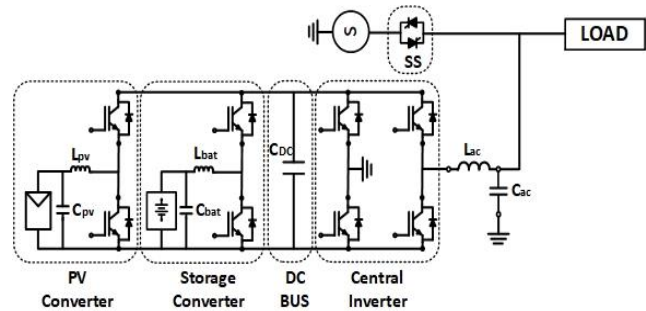 S
SS
LOAD
Lpv
Cpv
Lbat
Cbat
CDC
Lac
Cac
PV
Converter
Storage
Converter
DC
BUS
Central
Inverter